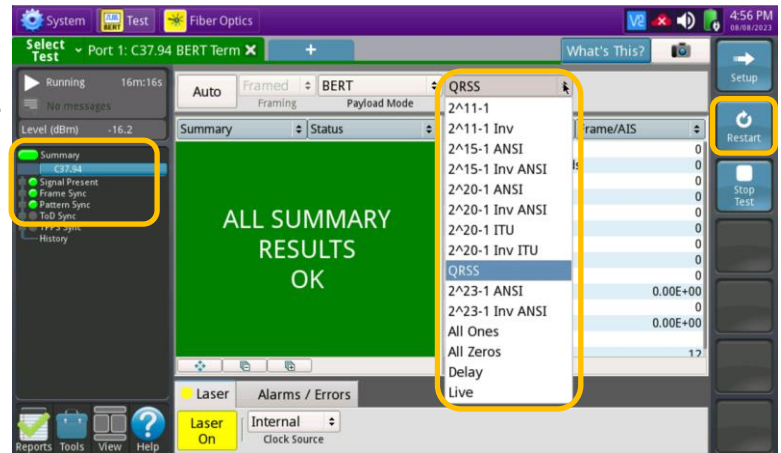 System Test Fiber Optics 4:56 PM
08/08/2023
Select Test Port 1: C37.94 BERT Term + What's This?
Running 16m:16s
No messages
Level (dBm) -16.2
Summary
C37.94
Signal Present
Frame Sync
Pattern Sync
ToD Sync
1PPS Sync
History
Auto Framed BERT QRSS
Framing Payload Mode
Summary Status Frame/AIS
ALL SUMMARY
RESULTS
OK
2^11-1
2^11-1 Inv
2^15-1 ANSI
2^15-1 Inv ANSI
2^20-1 ANSI
2^20-1 Inv ANSI
2^20-1 ITU
2^20-1 Inv ITU
QRSS
2^23-1 ANSI
2^23-1 Inv ANSI
All Ones
All Zeros
Delay
Live
0
0
0
0
0
0
0
0
0
0.00E+00
0
0.00E+00
12
Laser Alarms / Errors
Laser On
Internal
Clock Source
Setup
Restart
Stop Test
Reports Tools View Help